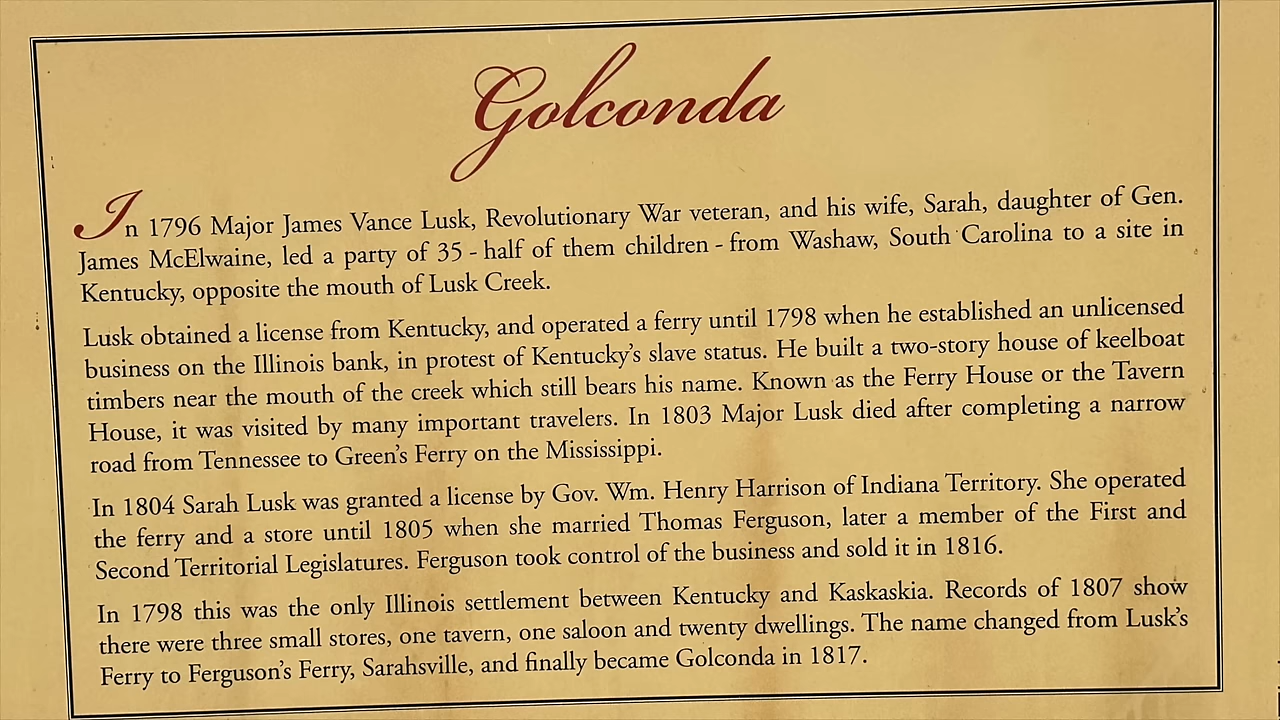 Golconda
In 1796 Major James Vance Lusk, Revolutionary War veteran, and his wife, Sarah, daughter of Gen.
James McElwaine, led a party of 35 - half of them children - from Washaw, South Carolina to a site in
Kentucky, opposite the mouth of Lusk Creek.
Lusk obtained a license from Kentucky, and operated a ferry until 1798 when he established an unlicensed
business on the Illinois bank, in protest of Kentucky's slave status. He built a two-story house of keelboat
timbers near the mouth of the creek which still bears his name. Known as the Ferry House or the Tavern
House, it was visited by many important travelers. In 1803 Major Lusk died after completing a narrow
road from Tennessee to Green's Ferry on the Mississippi.
In 1804 Sarah Lusk was granted a license by Gov. Wm. Henry Harrison of Indiana Territory. She operated
the ferry and a store until 1805 when she married Thomas Ferguson, later a member of the First and
Second Territorial Legislatures. Ferguson took control of the business and sold it in 1816.
In 1798 this was the only Illinois settlement between Kentucky and Kaskaskia. Records of 1807 show
there were three small stores, one tavern, one saloon and twenty dwellings. The name changed from Lusk's
Ferry to Ferguson's Ferry, Sarahsville, and finally became Golconda in 1817.